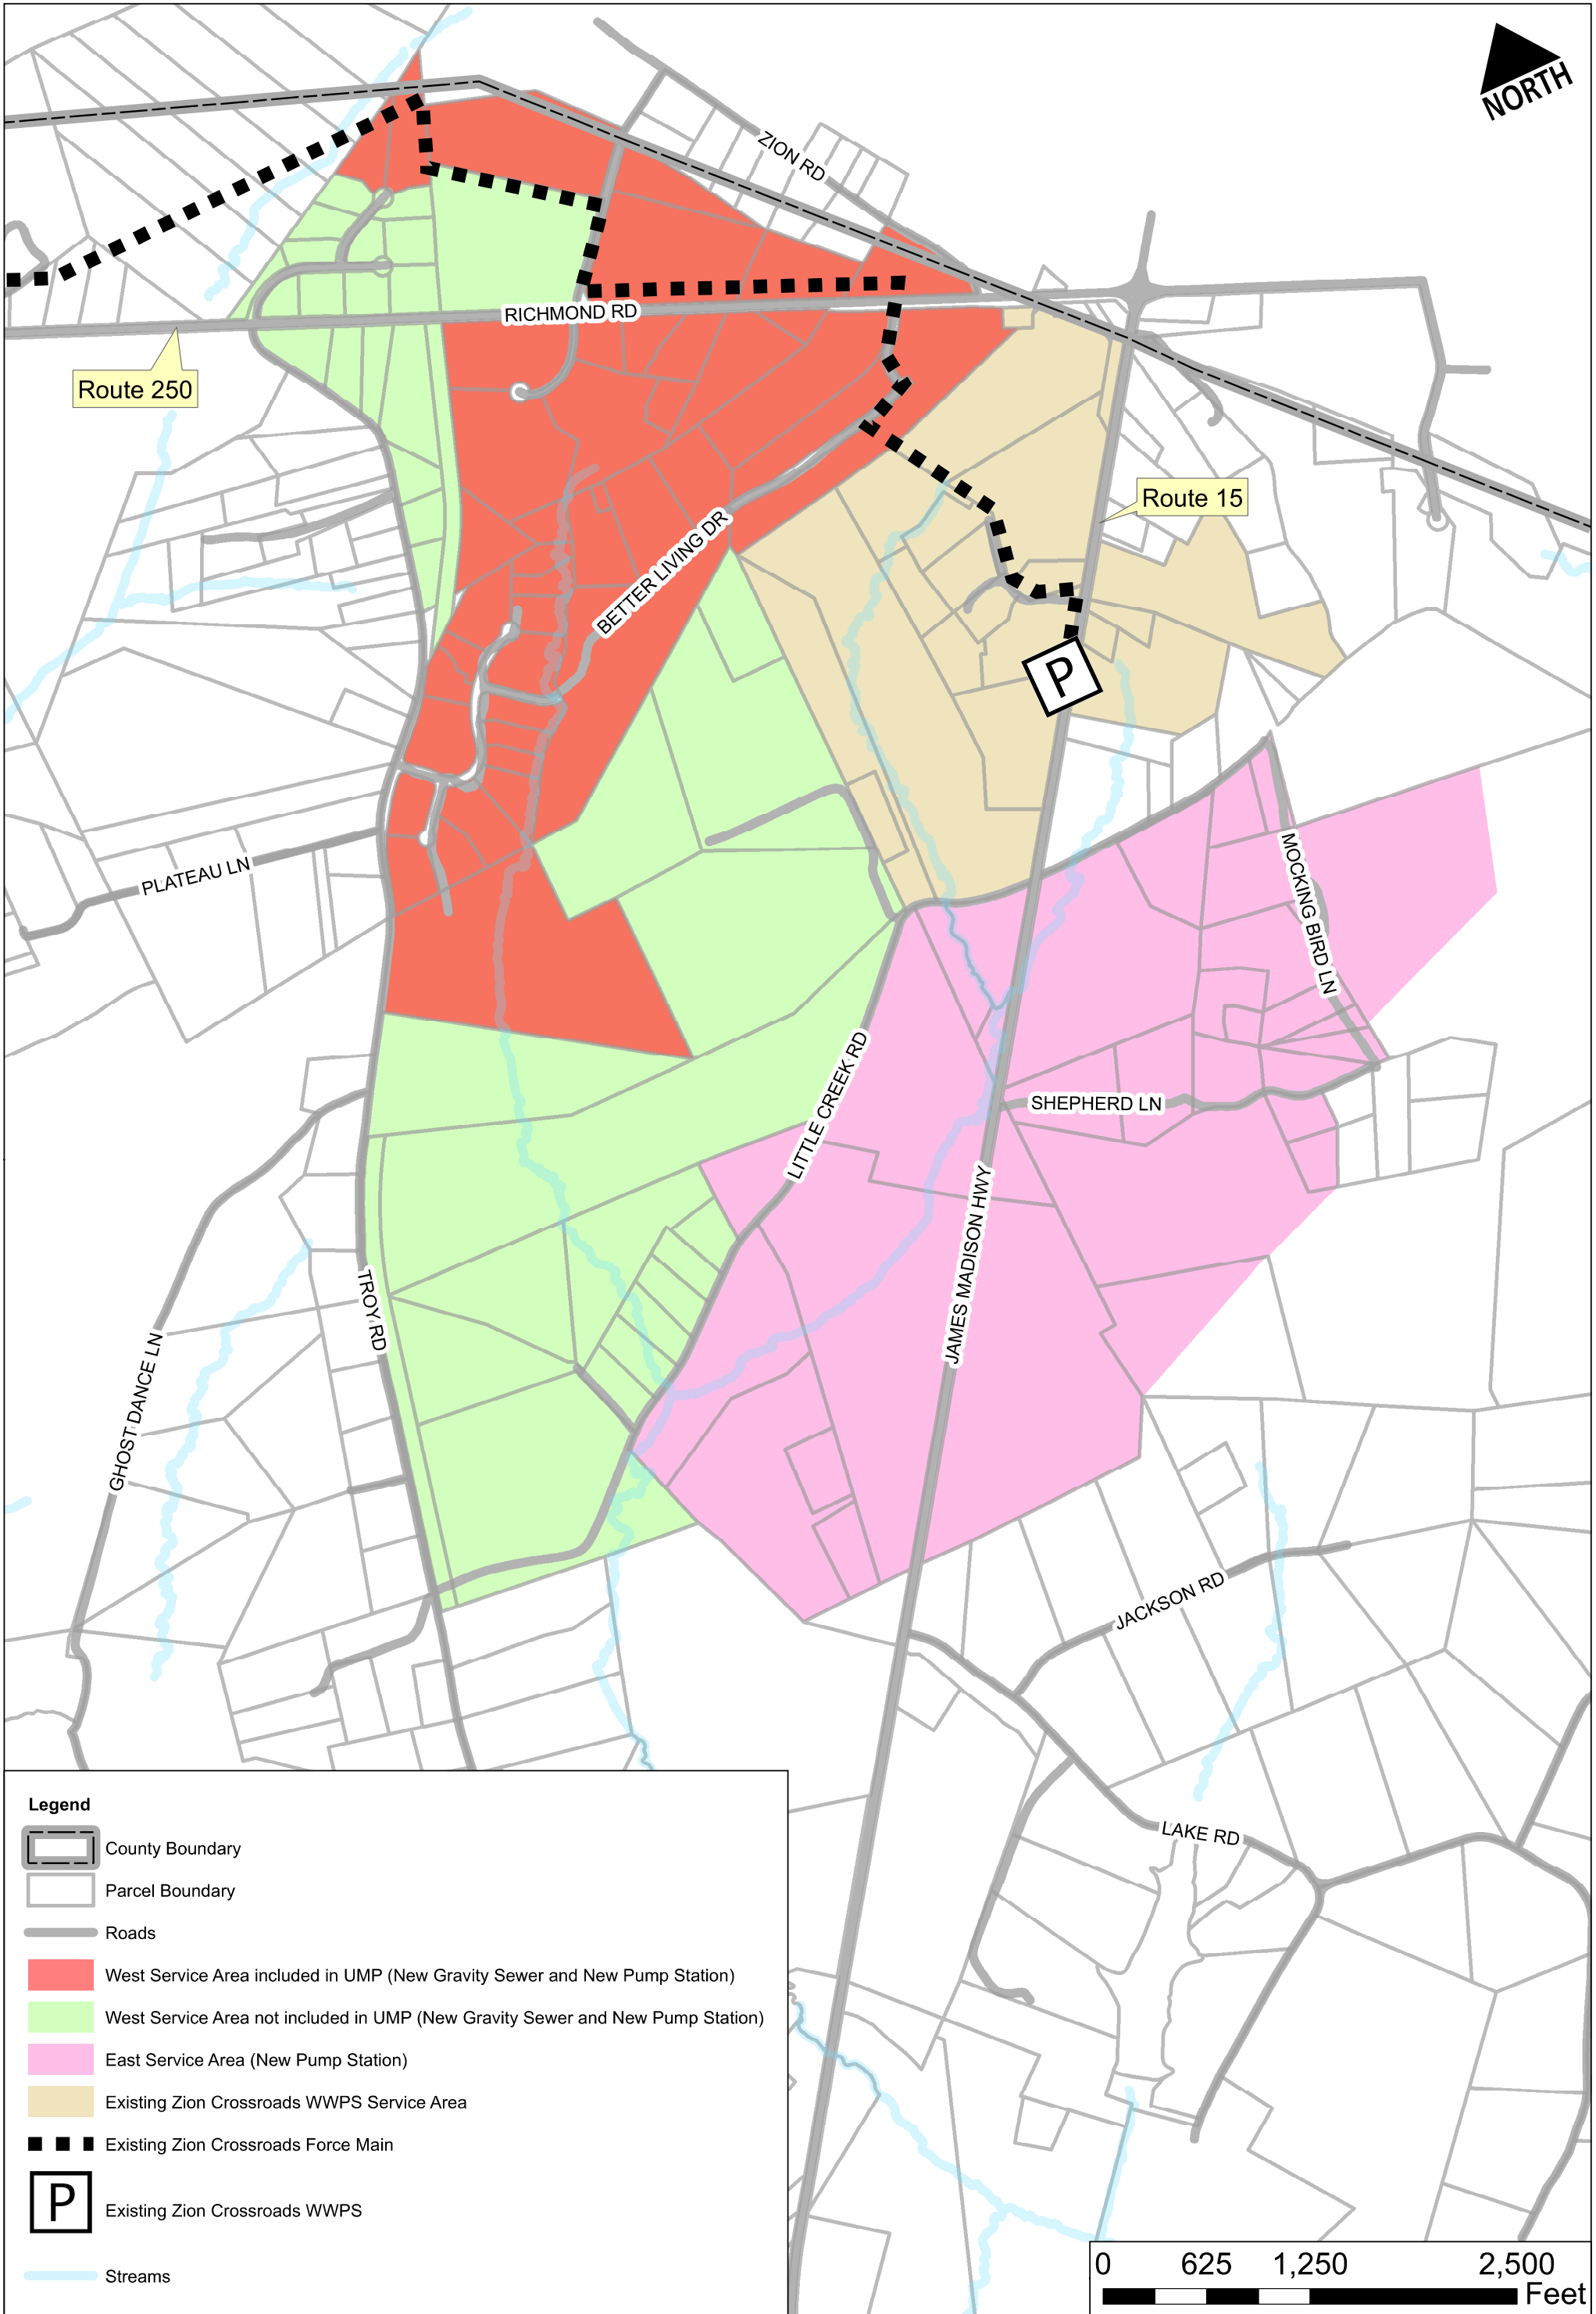 NORTH
ZION RD
RICHMOND RD
Route 250
Route 15
BETTER LIVING DR
P
PLATEAU LN
MOCKING BIRD LN
LITTLE CREEK RD
SHEPHERD LN
JAMES MADISON HWY
TROY RD
GHOST DANCE LN
JACKSON RD
LAKE RD
Legend
County Boundary
Parcel Boundary
Roads
West Service Area included in UMP (New Gravity Sewer and New Pump Station)
West Service Area not included in UMP (New Gravity Sewer and New Pump Station)
East Service Area (New Pump Station)
Existing Zion Crossroads WWPS Service Area
Existing Zion Crossroads Force Main
P Existing Zion Crossroads WWPS
Streams
0 625 1,250 2,500
Feet